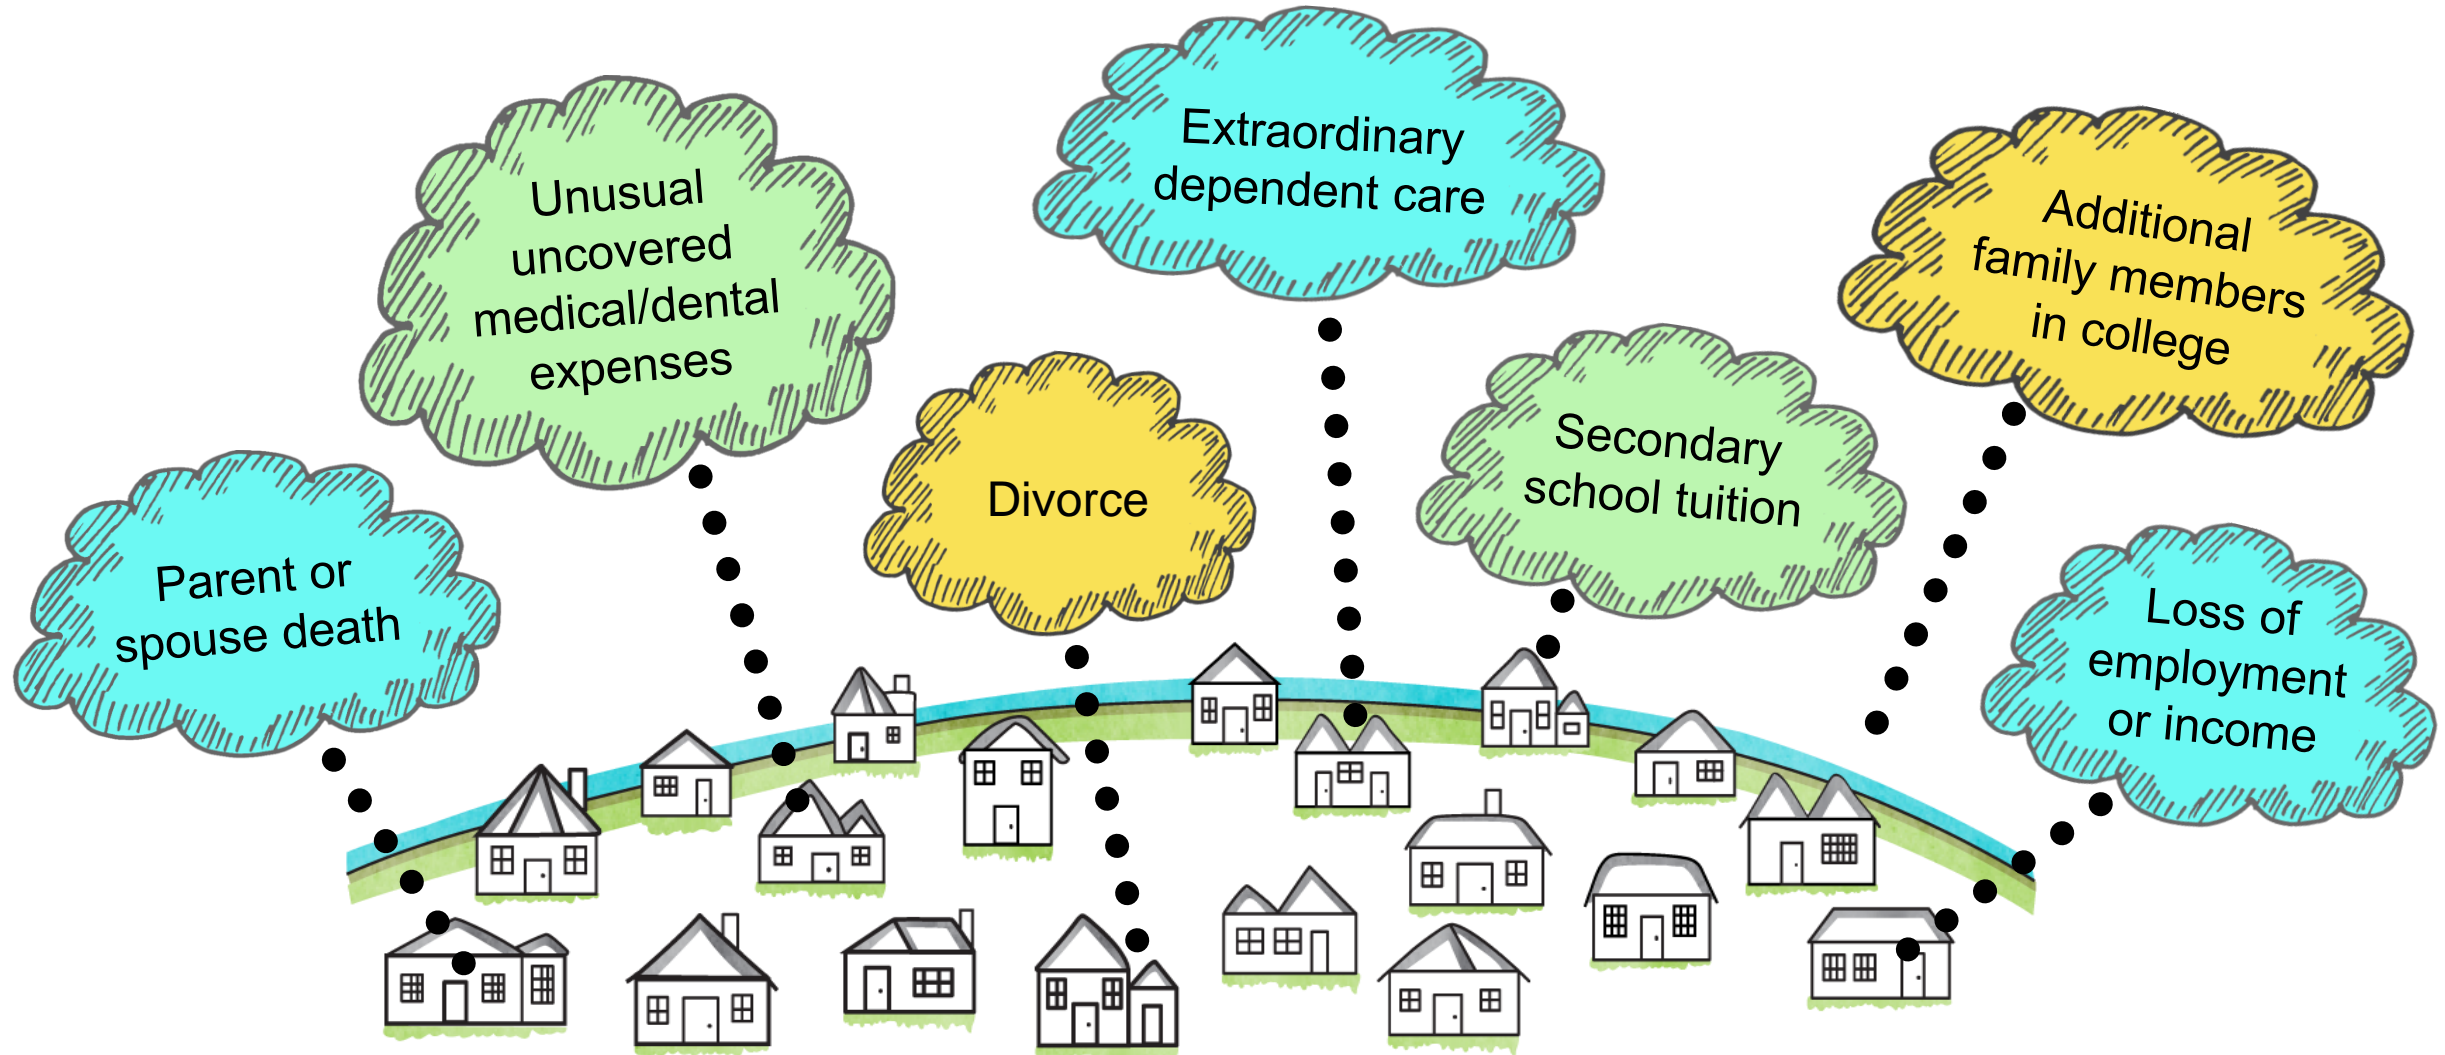 Parent or
spouse death
Unusual
uncovered
medical/dental
expenses
Divorce
Extraordinary
dependent care
Secondary
school tuition
Additional
family members
in college
Loss of
employment
or income